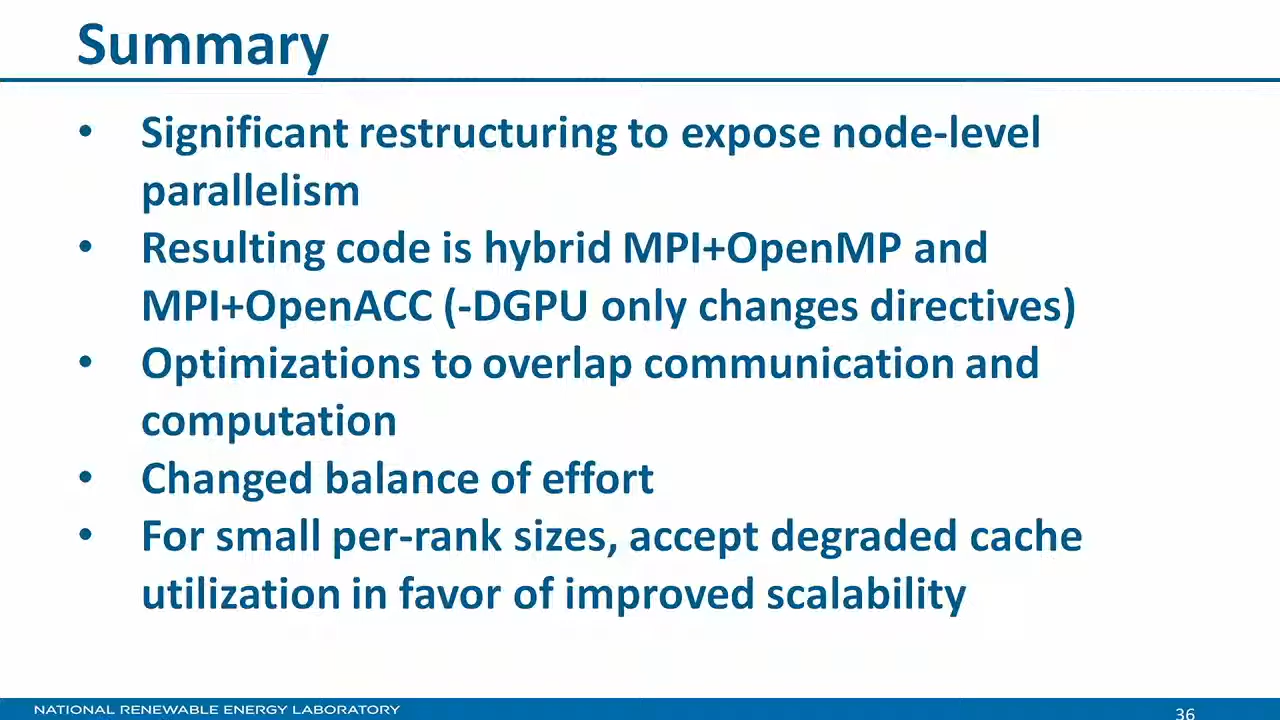 Summary
• Significant restructuring to expose node-level
parallelism
• Resulting code is hybrid MPI+OpenMP and
MPI+OpenACC (-DGPU only changes directives)
• Optimizations to overlap communication and
computation
• Changed balance of effort
• For small per-rank sizes, accept degraded cache
utilization in favor of improved scalability
NATIONAL RENEWABLE ENERGY LABORATORY
36